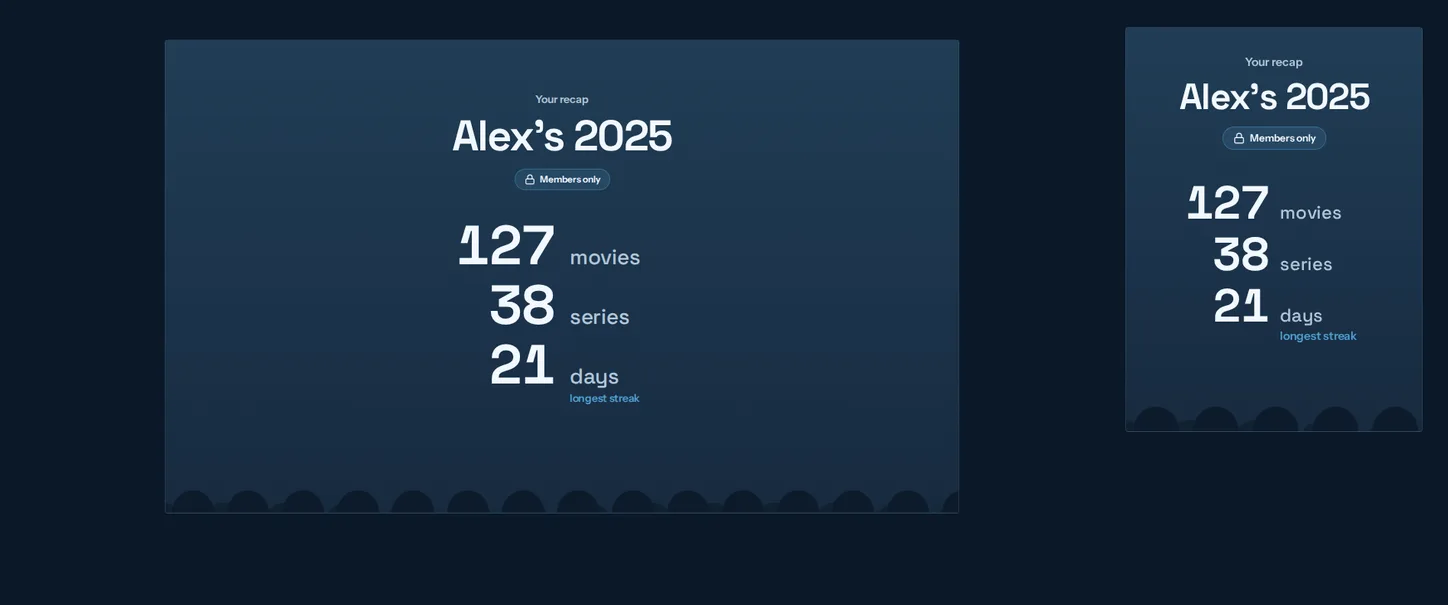 Your recap
Alex’s 2025
Members only
127 movies
38 series
21 days
longest streak
Your recap
Alex’s 2025
Members only
127 movies
38 series
21 days
longest streak